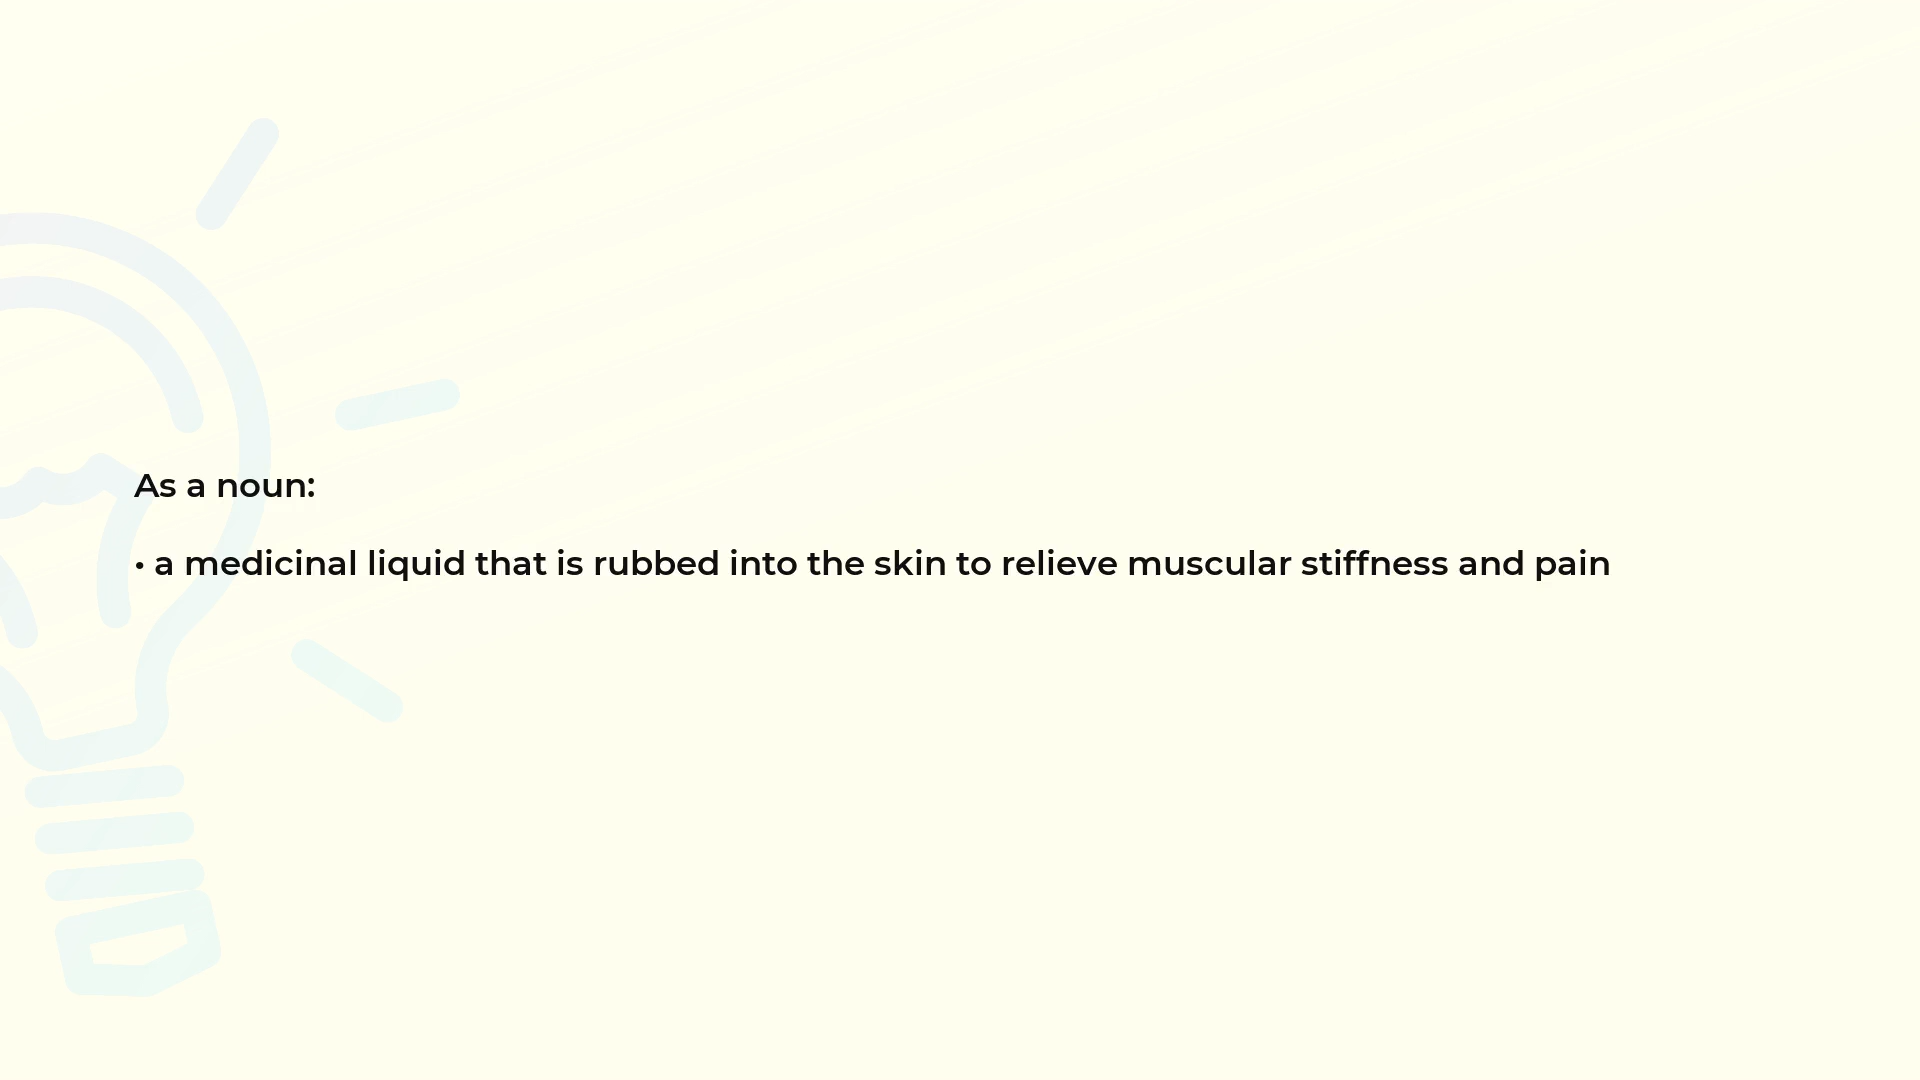 As a noun:
• a medicinal liquid that is rubbed into the skin to relieve muscular stiffness and pain